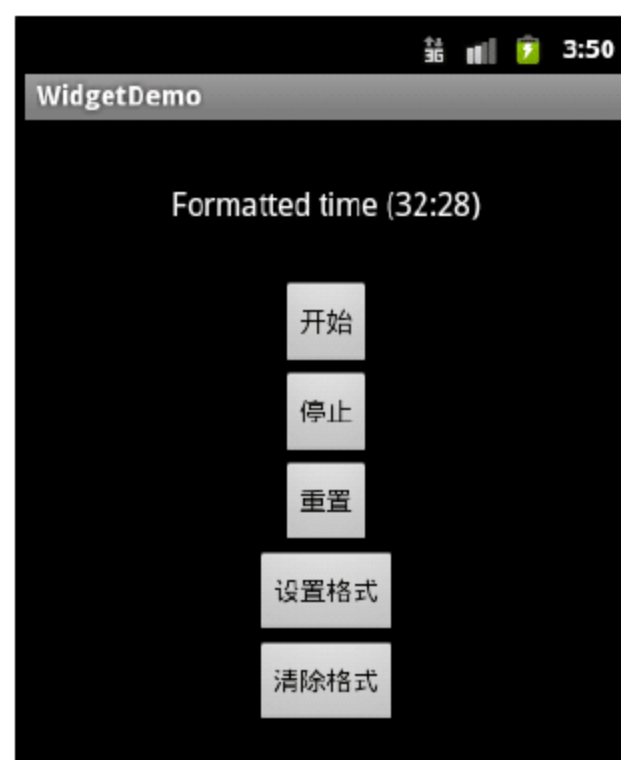 3G 3:50
WidgetDemo
Formatted time (32:28)
开始
停止
重置
设置格式
清除格式